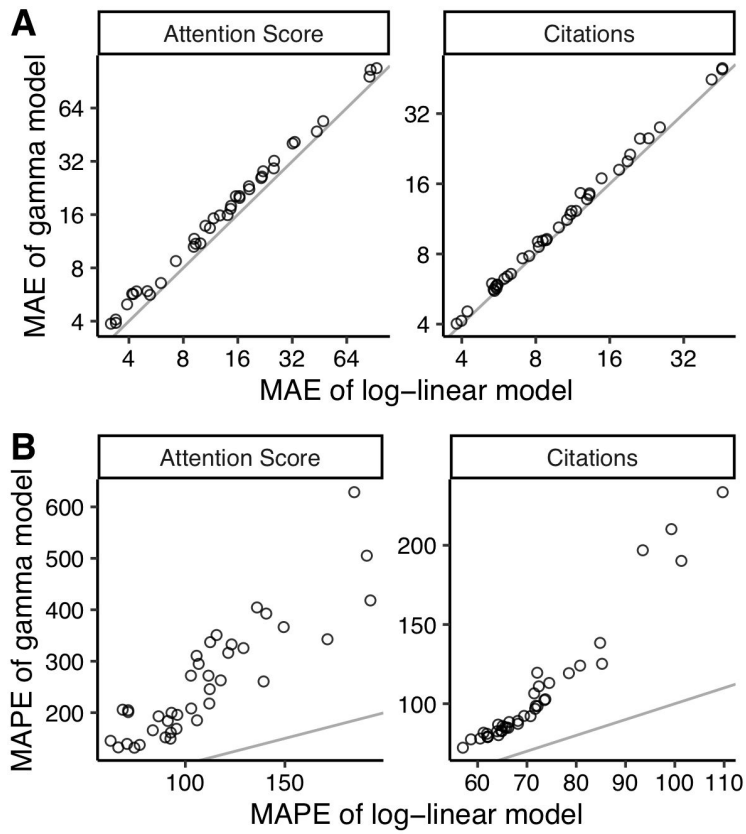 A
Attention Score
Citations
MAE of gamma model
64
32
16
8
4
32
16
8
4
4 8 16 32 64
4 8 16 32
MAE of log−linear model
B
Attention Score
Citations
MAPE of gamma model
600
500
400
300
200
200
150
100
100 150
60 70 80 90 100 110
MAPE of log−linear model